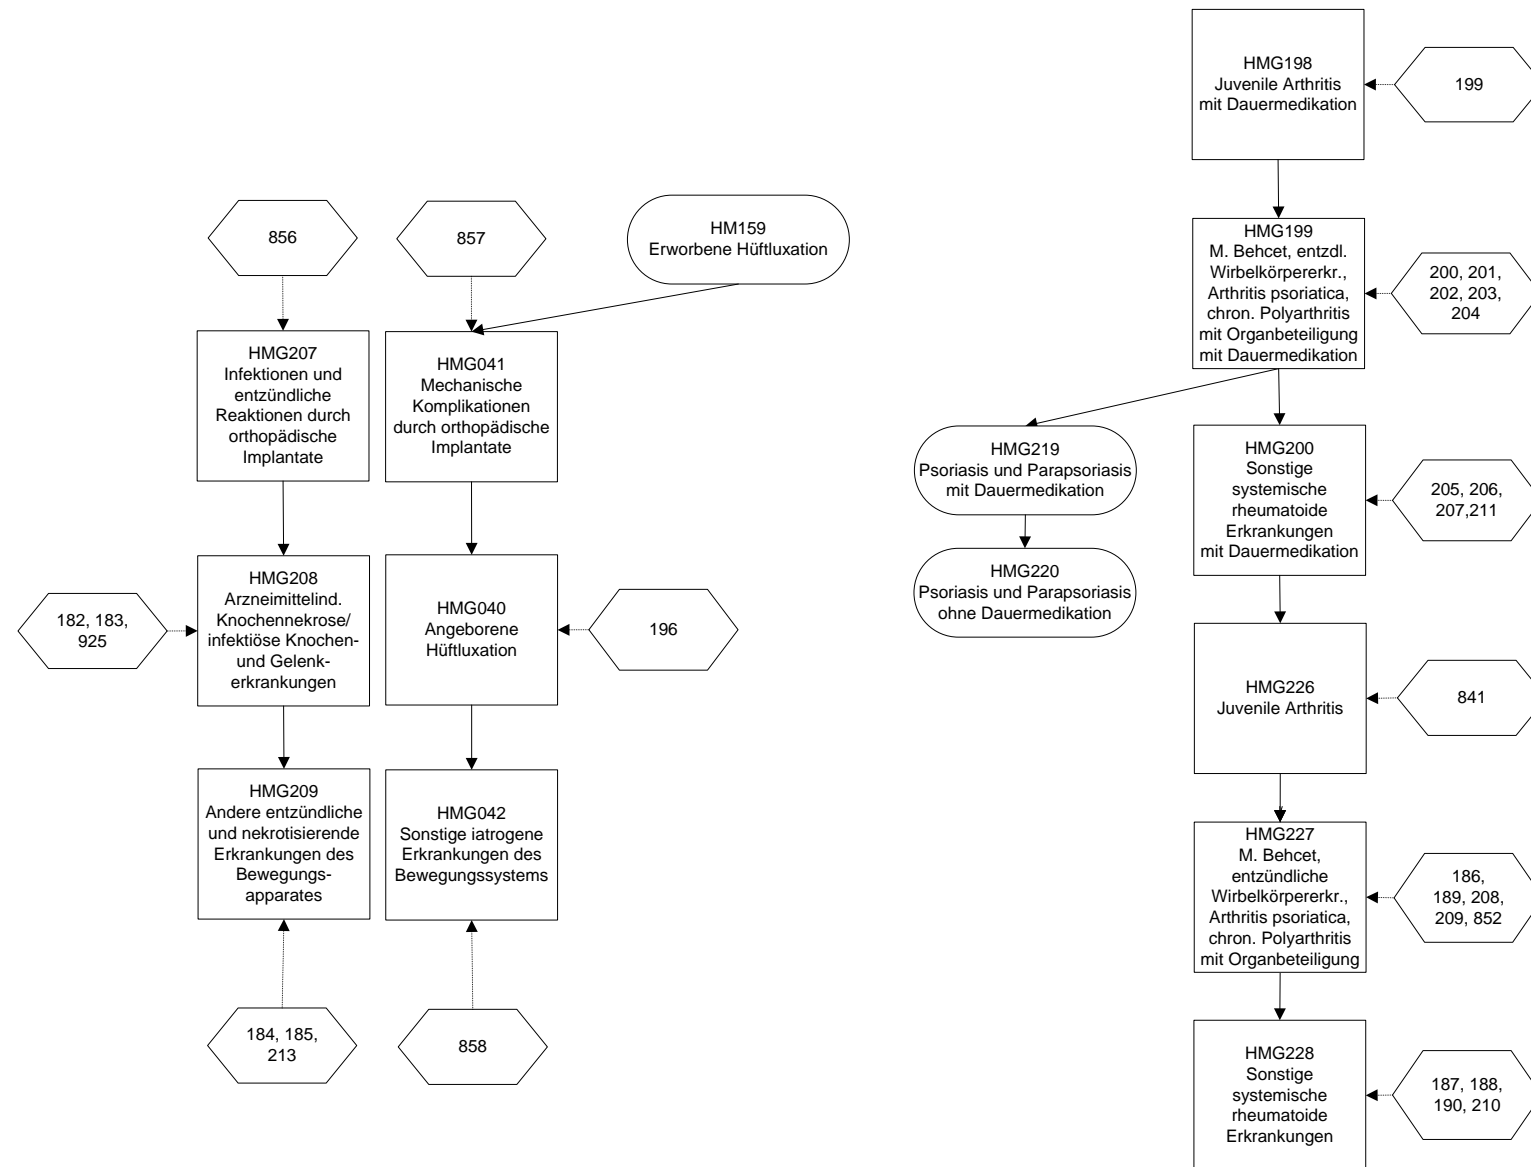 856
HMG207
Infektionen und
entzündliche
Reaktionen durch
orthopädische
Implantate
HMG208
Arzneimittelind.
Knochennekrose/
infektiöse Knochen-
und Gelenk-
erkrankungen
182, 183,
925
HMG209
Andere entzündliche
und nekrotisierende
Erkrankungen des
Bewegungs-
apparates
184, 185,
213
857
HM159
Erworbene Hüftluxation
HMG041
Mechanische
Komplikationen
durch orthopädische
Implantate
HMG040
Angeborene
Hüftluxation
196
HMG042
Sonstige iatrogene
Erkrankungen des
Bewegungssystems
858
HMG198
Juvenile Arthritis
mit Dauermedikation
199
HMG199
M. Behcet, entzdl.
Wirbelkörpererkr.,
Arthritis psoriatica,
chron. Polyarthritis
mit Organbeteiligung
mit Dauermedikation
200, 201,
202, 203,
204
HMG219
Psoriasis und Parapsoriasis
mit Dauermedikation
HMG220
Psoriasis und Parapsoriasis
ohne Dauermedikation
HMG200
Sonstige
systemische
rheumatoide
Erkrankungen
mit Dauermedikation
205, 206,
207,211
HMG226
Juvenile Arthritis
841
HMG227
M. Behcet,
entzündliche
Wirbelkörpererkr.,
Arthritis psoriatica,
chron. Polyarthritis
mit Organbeteiligung
186,
189, 208,
209, 852
HMG228
Sonstige
systemische
rheumatoide
Erkrankungen
187, 188,
190, 210